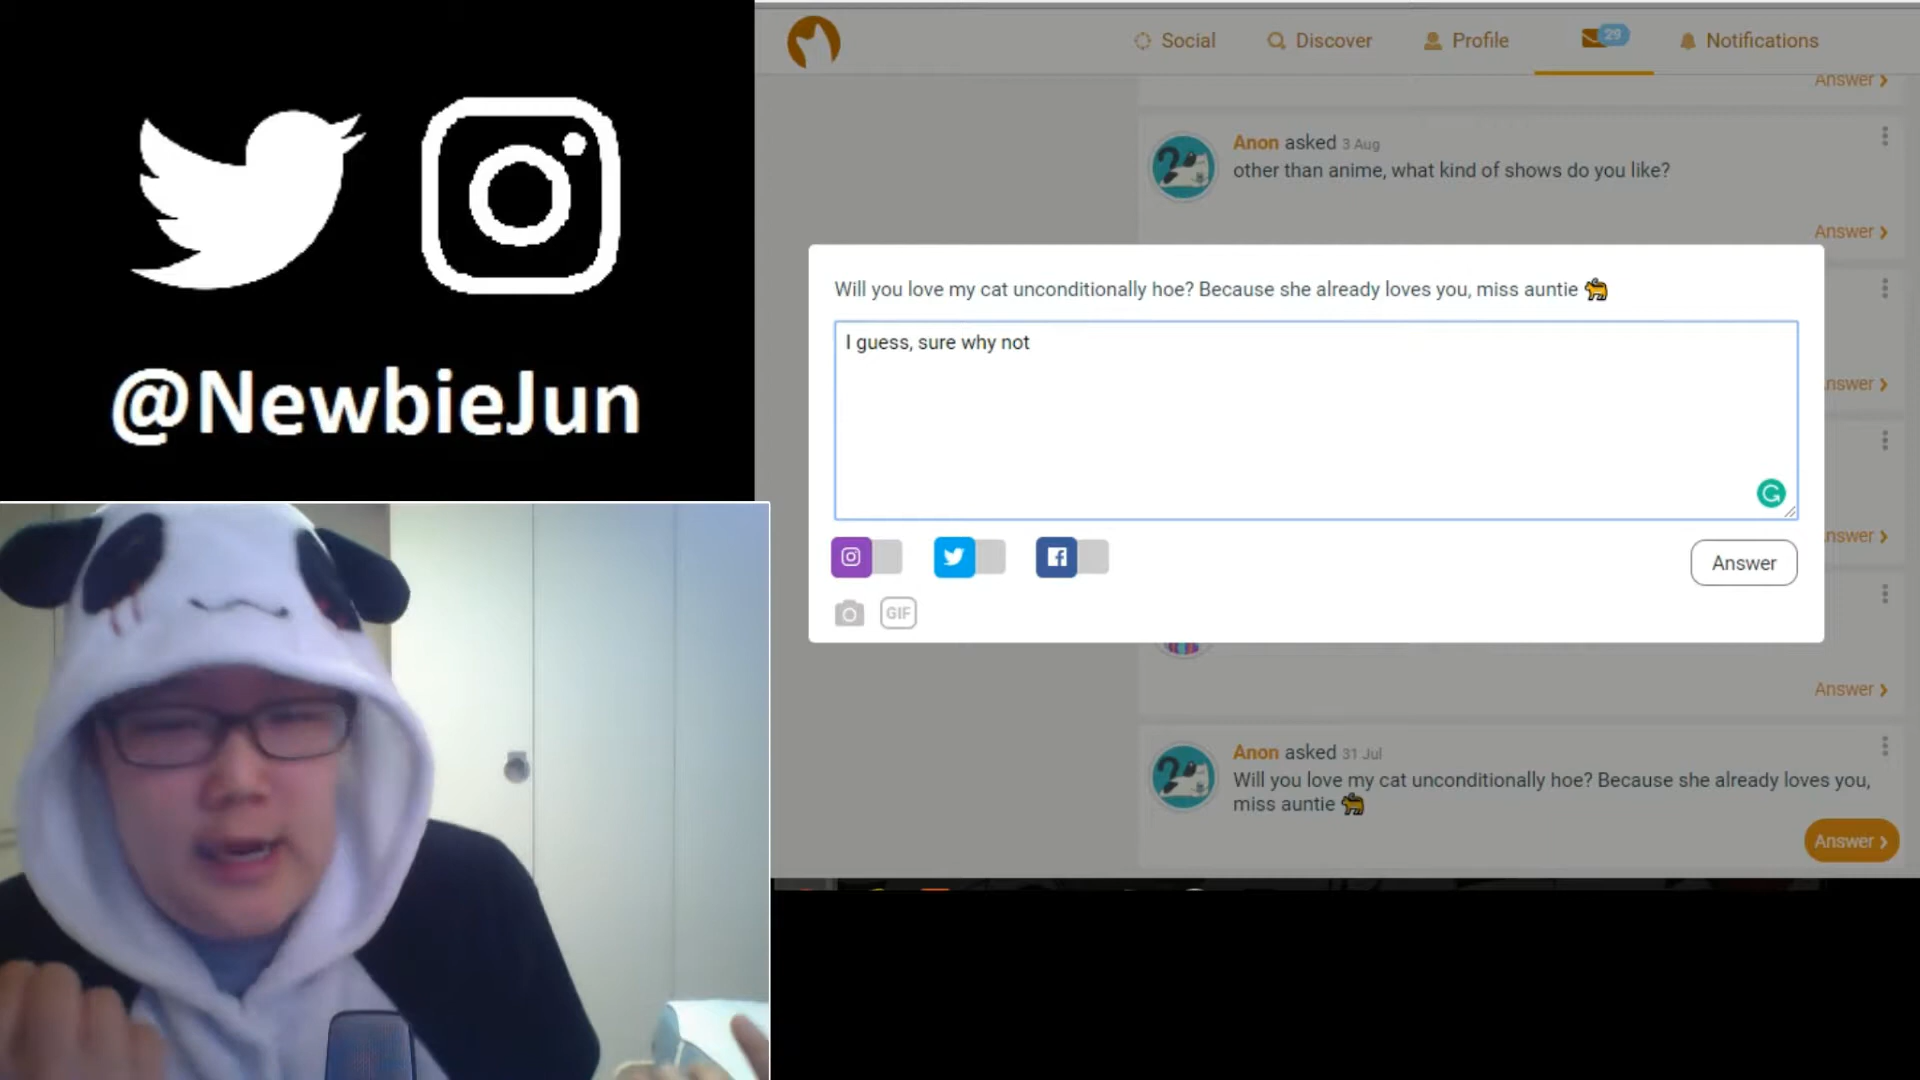 @NewbieJun
Social
Discover
Profile
29
Notifications
Answer
Anon asked 3 Aug
other than anime, what kind of shows do you like?
Answer
Will you love my cat unconditionally hoe? Because she already loves you, miss auntie 🐈
I guess, sure why not
nswer
nswer
Answer
GIF
Answer
Anon asked 31 Jul
Will you love my cat unconditionally hoe? Because she already loves you,
miss auntie 🐈
Answer